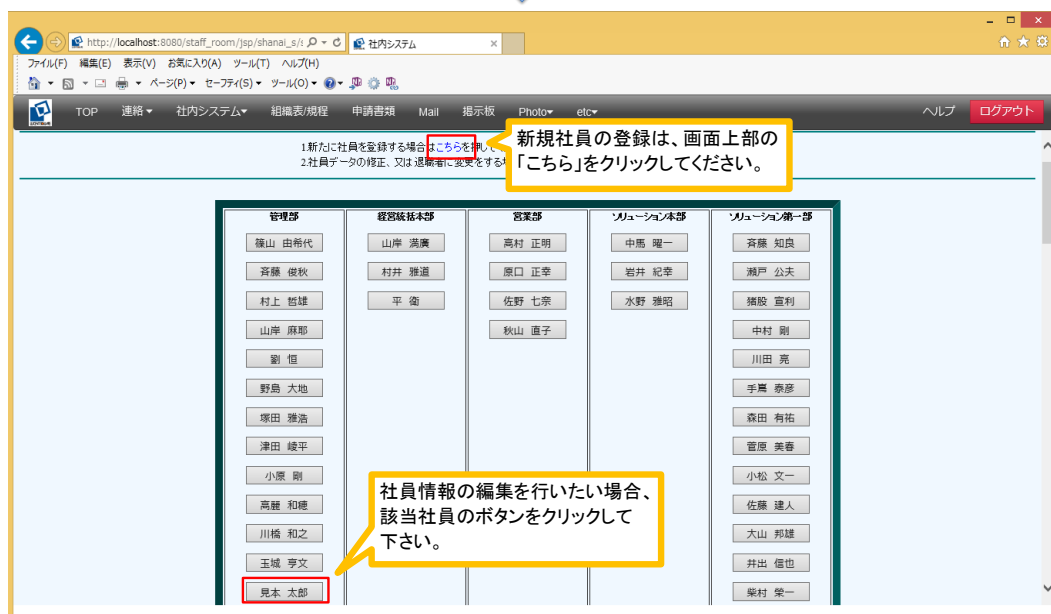 http://localhost:8080/staff_room/jsp/shanai_s/s
社内システム
ファイル(F) 編集(E) 表示(V) お気に入り(A) ツール(T) ヘルプ(H)
ページ(P) セーフティ(S) ツール(O)
TOP 連絡 社内システム 組織表/規程 申請書類 Mail 掲示板 Photo etc ヘルプ ログアウト
1.新たに社員を登録する場合はこちらを押して
2.社員データの修正、又は退職者に変更をする場
新規社員の登録は、画面上部の
「こちら」をクリックしてください。
管理部 経営統括本部 営業部 ソリューション本部 ソリューション第一部
篠山 由希代 山岸 満廣 高村 正明 中馬 曜一 斉藤 知良
斉藤 俊秋 村井 雅道 原口 正幸 岩井 紀幸 瀬戸 公夫
村上 哲雄 平 衛 佐野 七奈 水野 雅昭 猪股 宣利
山岸 麻耶 秋山 直子 中村 剛
劉 恒 川田 亮
野島 大地 手嶌 泰彦
塚田 雅浩 森田 有祐
津田 崚平 菅原 美春
小原 剛 小松 文一
高麗 和穂 佐藤 建人
川橋 和之 大山 邦雄
玉城 亨文 井出 信也
見本 太郎 柴村 榮一
社員情報の編集を行いたい場合、
該当社員のボタンをクリックして
下さい。